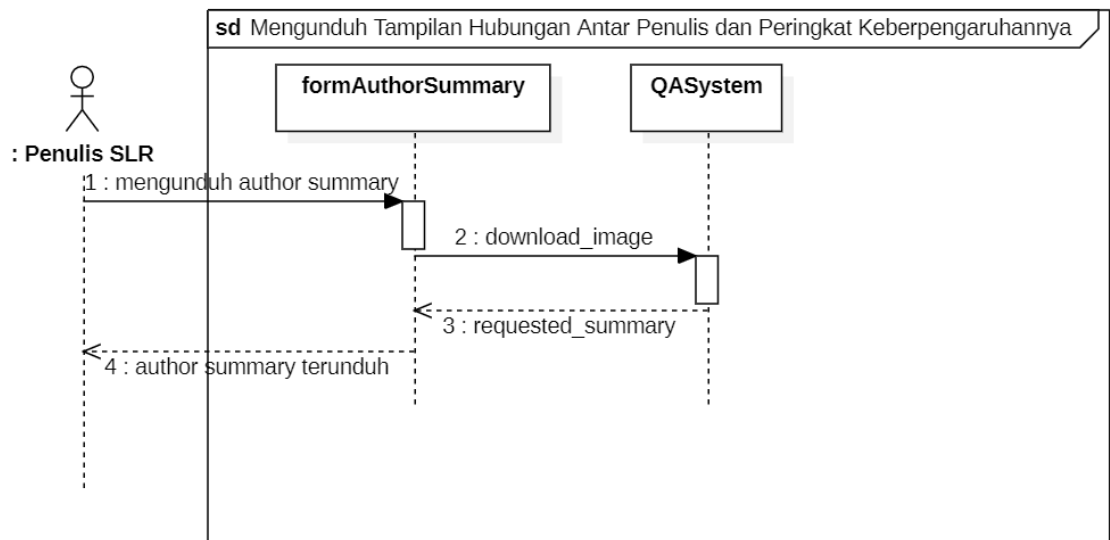 sd Mengunduh Tampilan Hubungan Antar Penulis dan Peringkat Keberpengaruhannya
formAuthorSummary
QASystem
: Penulis SLR
1 : mengunduh author summary
2 : download_image
3 : requested_summary
4 : author summary terunduh